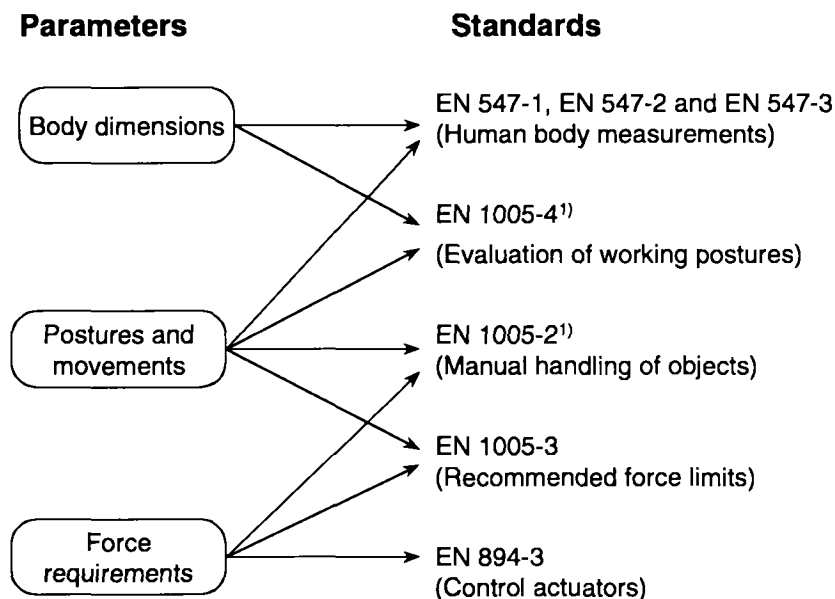 Parameters
Standards
Body dimensions
EN 547-1, EN 547-2 and EN 547-3
(Human body measurements)
EN 1005-4¹⁾
(Evaluation of working postures)
Postures and
movements
EN 1005-2¹⁾
(Manual handling of objects)
EN 1005-3
(Recommended force limits)
Force
requirements
EN 894-3
(Control actuators)